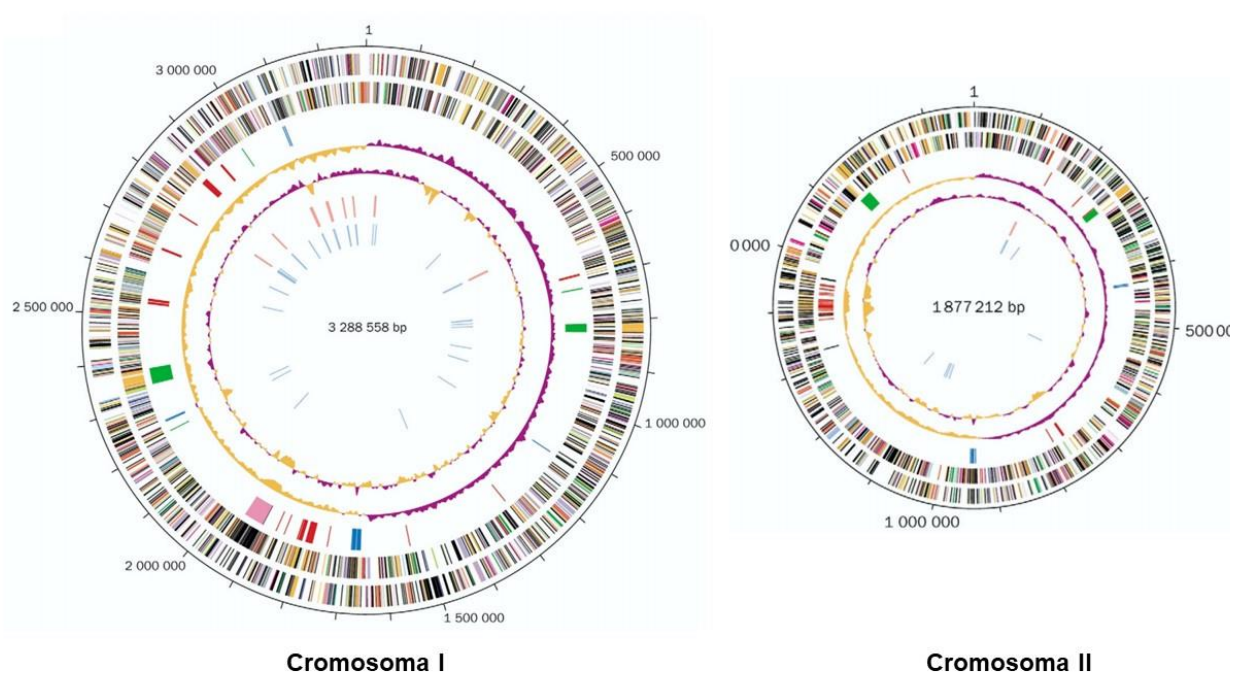 1
3 000 000
500 000
2 500 000
3 288 558 bp
1 000 000
2 000 000
1 500 000
Cromosoma I
1
0 000
1 877 212 bp
500 00
1 000 000
Cromosoma II